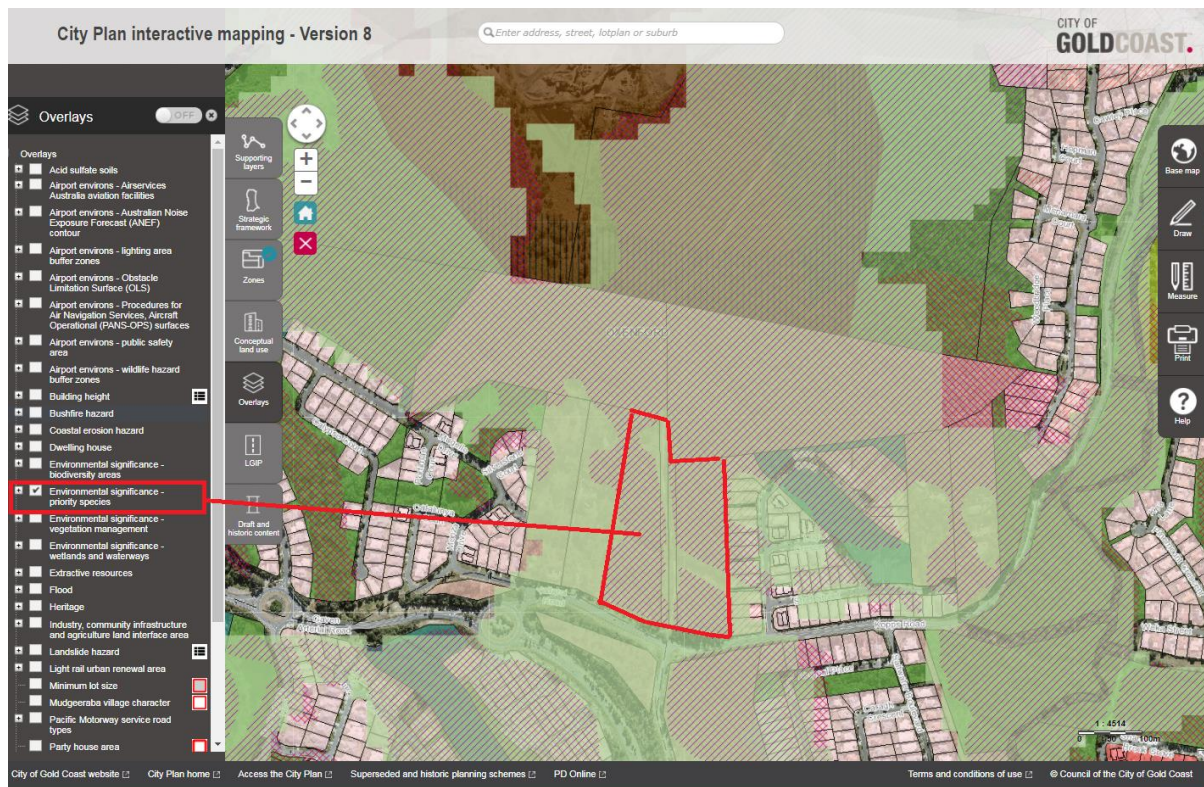 City Plan interactive mapping - Version 8
Enter address, street, lotplan or suburb
CITY OF
GOLDCOAST.
Overlays
OFF
Overlays
Acid sulfate soils
Airport environs - Airservices
Australia aviation facilities
Airport environs - Australian Noise
Exposure Forecast (ANEF)
contour
Airport environs - lighting area
buffer zones
Airport environs - Obstacle
Limitation Surface (OLS)
Airport environs - Procedures for
Air Navigation Services, Aircraft
Operational (PANS-OPS) surfaces
Airport environs - public safety
area
Airport environs - wildlife hazard
buffer zones
Building height
Bushfire hazard
Coastal erosion hazard
Dwelling house
Environmental significance -
biodiversity areas
Environmental significance -
priority species
Environmental significance -
vegetation management
Environmental significance -
wetlands and waterways
Extractive resources
Flood
Heritage
Industry, community infrastructure
and agriculture land interface area
Landslide hazard
Light rail urban renewal area
Minimum lot size
Mudgeeraba village character
Pacific Motorway service road
types
Party house area
Supporting
layers
Strategic
framework
Zones
Conceptual
land use
Overlays
LGIP
Draft and
historic content
Base map
Draw
Measure
Print
Help
Gaven
Arterial Road
Kopps Road
1 : 4514
0
100m
City of Gold Coast website
City Plan home
Access the City Plan
Superseded and historic planning schemes
PD Online
Terms and conditions of use
© Council of the City of Gold Coast